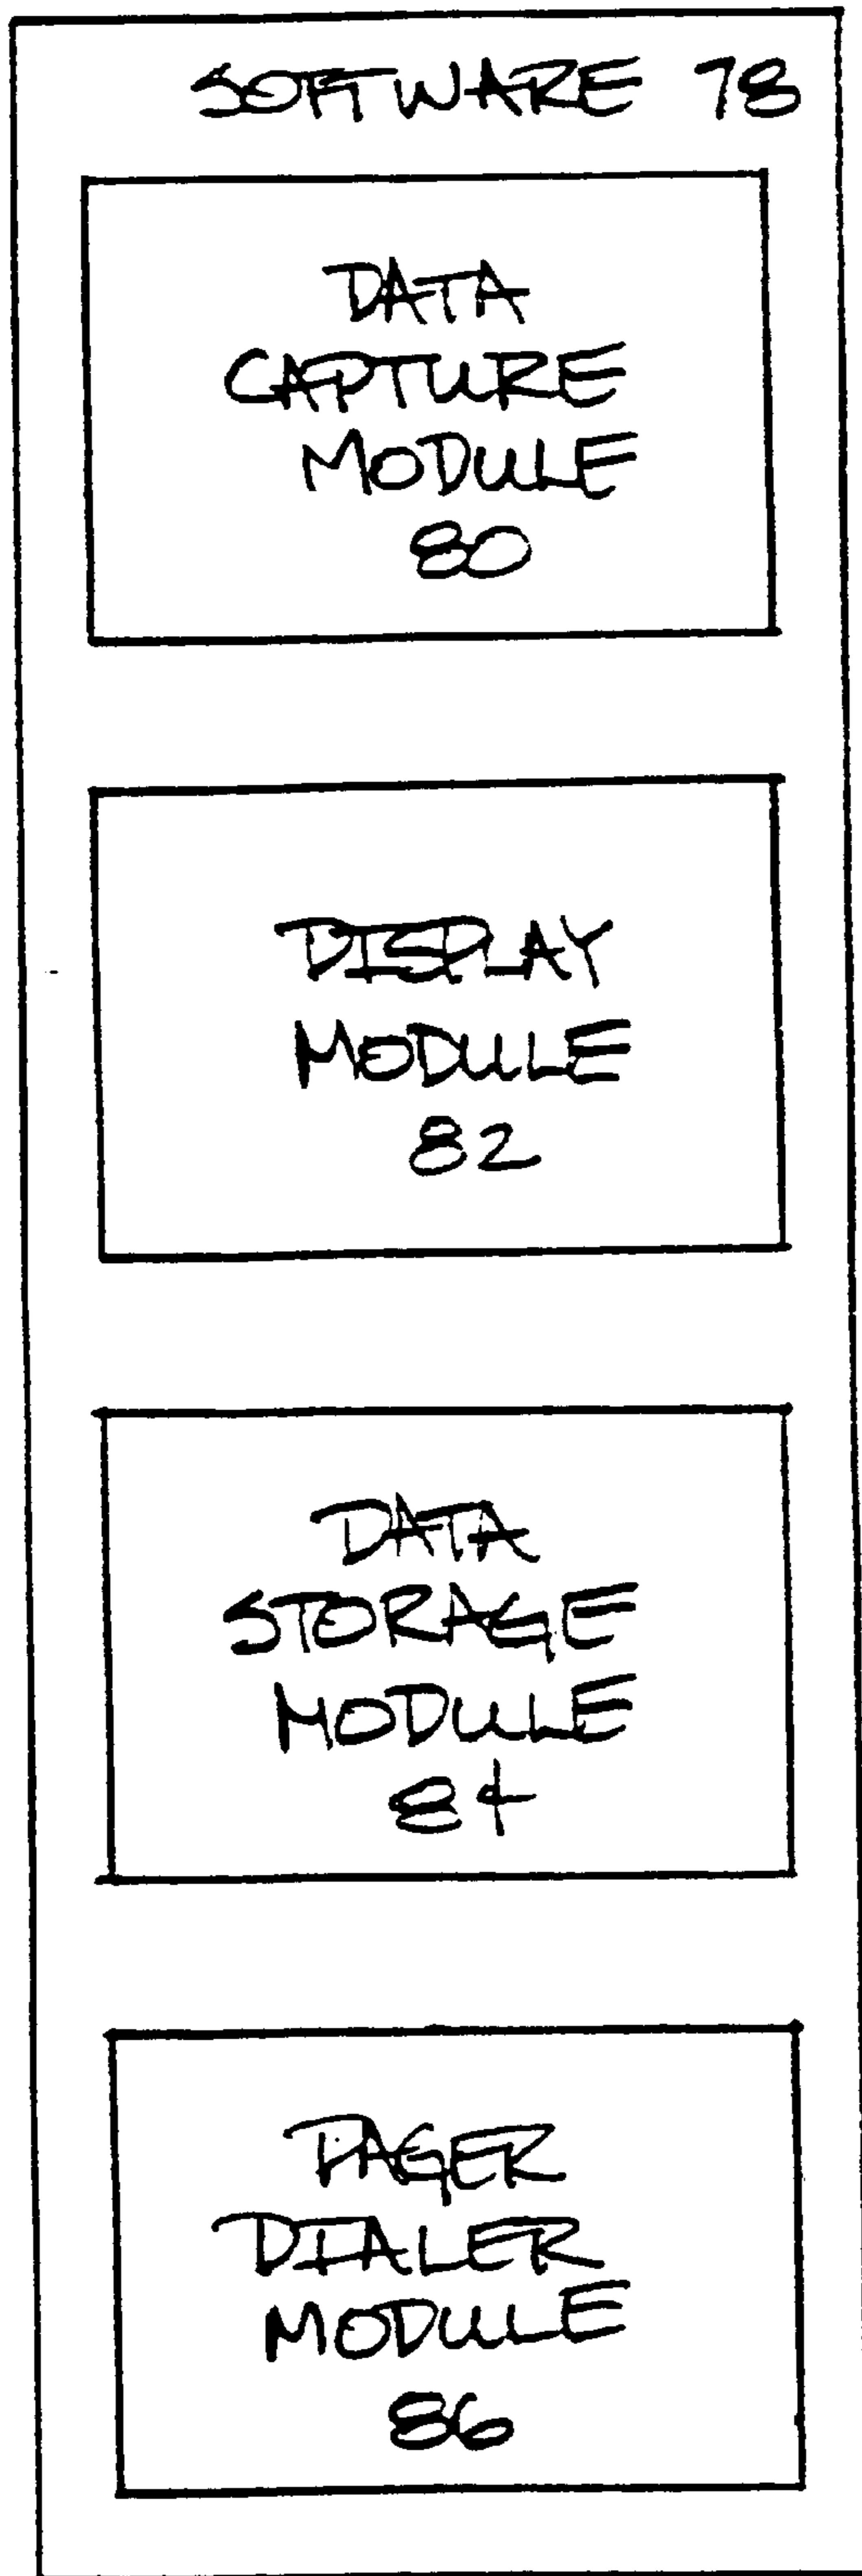 SOFTWARE 78
DATA
CAPTURE
MODULE
80
DISPLAY
MODULE
82
DATA
STORAGE
MODULE
84
PAGER
DIALER
MODULE
86